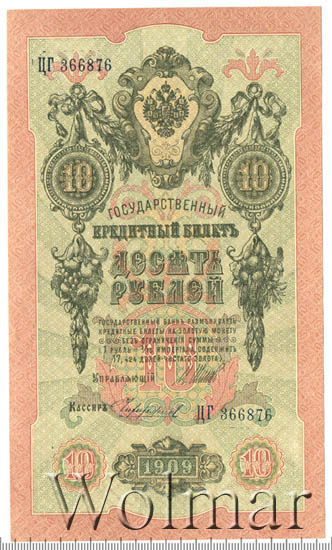 ЦГ 366876
10 10
ГОСУДАРСТВЕННЫЙ
КРЕДИТНЫЙ БИЛЕТЪ
ДЕСЯТЬ
РУБЛЕЙ
ГОСУДАРСТВЕННЫЙ БАНКЪ РАЗМѢНИВАЕТЪ
КРЕДИТНЫЕ БИЛЕТЫ НА ЗОЛОТУЮ МОНЕТУ
БЕЗЪ ОГРАНИЧЕНІЯ СУММЫ
(1 РУБЛЬ = 1/15 ИМПЕРІАЛА, СОДЕРЖИТЪ
17,424 ДОЛЕЙ ЧИСТАГО ЗОЛОТА)
10
УПРАВЛЯЮЩІЙ
КАССИРЪ
ЦГ 366876
10 1909 10
Wolmar